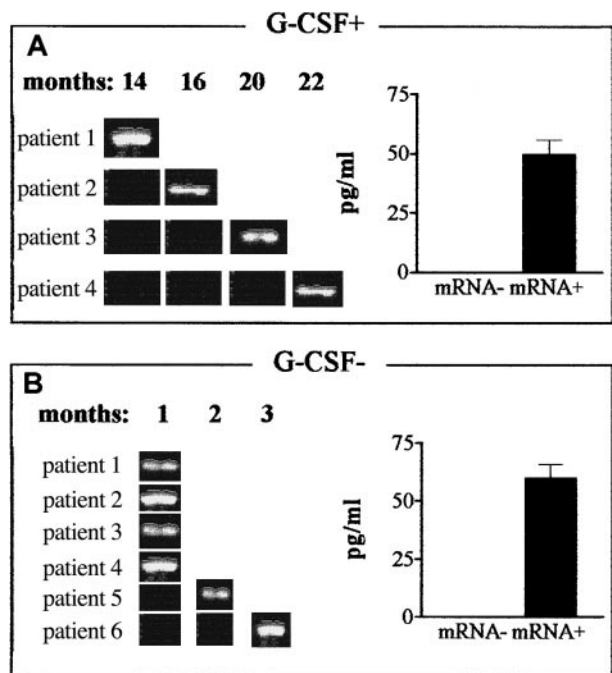 G-CSF+
A
months: 14 16 20 22
patient 1
patient 2
patient 3
patient 4
pg/ml
75
50
25
0
mRNA- mRNA+
G-CSF-
B
months: 1 2 3
patient 1
patient 2
patient 3
patient 4
patient 5
patient 6
pg/ml
75
50
25
0
mRNA- mRNA+